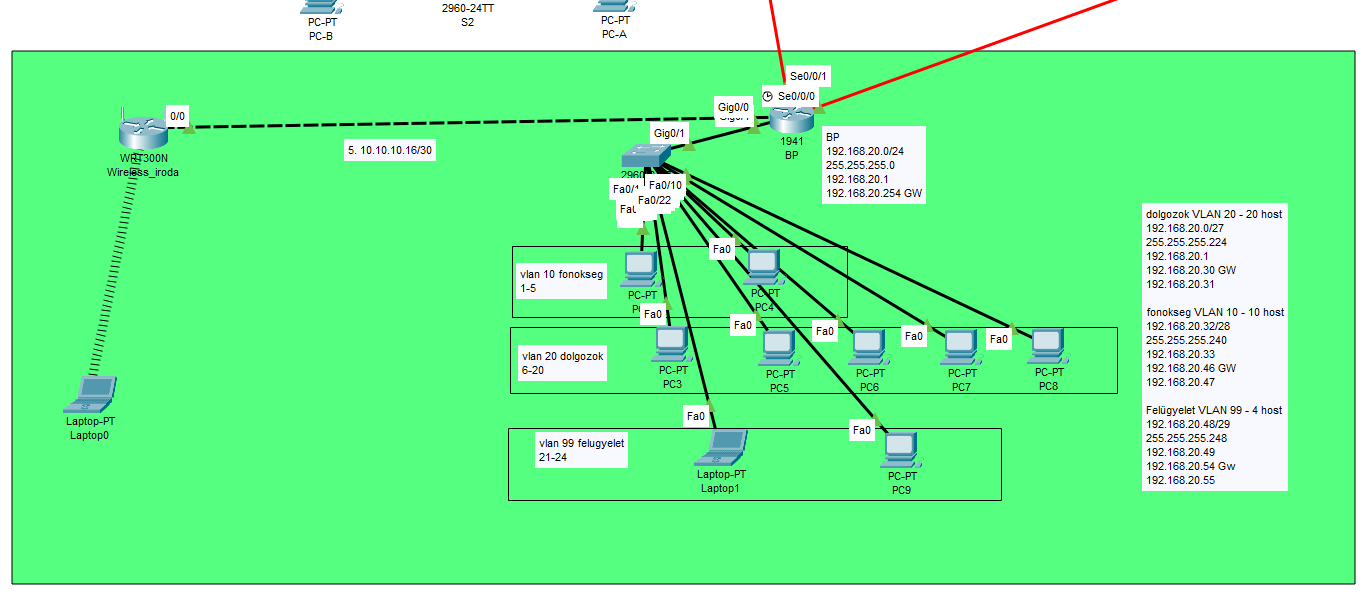 PC-PT
PC-B
2960-24TT
S2
PC-PT
PC-A
Se0/0/1
Se0/0/0
Gig0/0
Gig0/1
1941
BP
0/0
WRT300N
Wireless_iroda
5. 10.10.10.16/30
BP
192.168.20.0/24
255.255.255.0
192.168.20.1
192.168.20.254 GW
Fa0/10
Fa0/22
vlan 10 fonokseg
1-5
PC-PT
Fa0
PC-PT
PC4
vlan 20 dolgozok
6-20
Fa0
PC-PT
PC3
Fa0
PC-PT
PC5
Fa0
PC-PT
PC6
Fa0
PC-PT
PC7
Fa0
PC-PT
PC8
vlan 99 felugyelet
21-24
Fa0
Laptop-PT
Laptop1
Fa0
PC-PT
PC9
Laptop-PT
Laptop0
dolgozok VLAN 20 - 20 host
192.168.20.0/27
255.255.255.224
192.168.20.1
192.168.20.30 GW
192.168.20.31
fonokseg VLAN 10 - 10 host
192.168.20.32/28
255.255.255.240
192.168.20.33
192.168.20.46 GW
192.168.20.47
Felügyelet VLAN 99 - 4 host
192.168.20.48/29
255.255.255.248
192.168.20.49
192.168.20.54 Gw
192.168.20.55